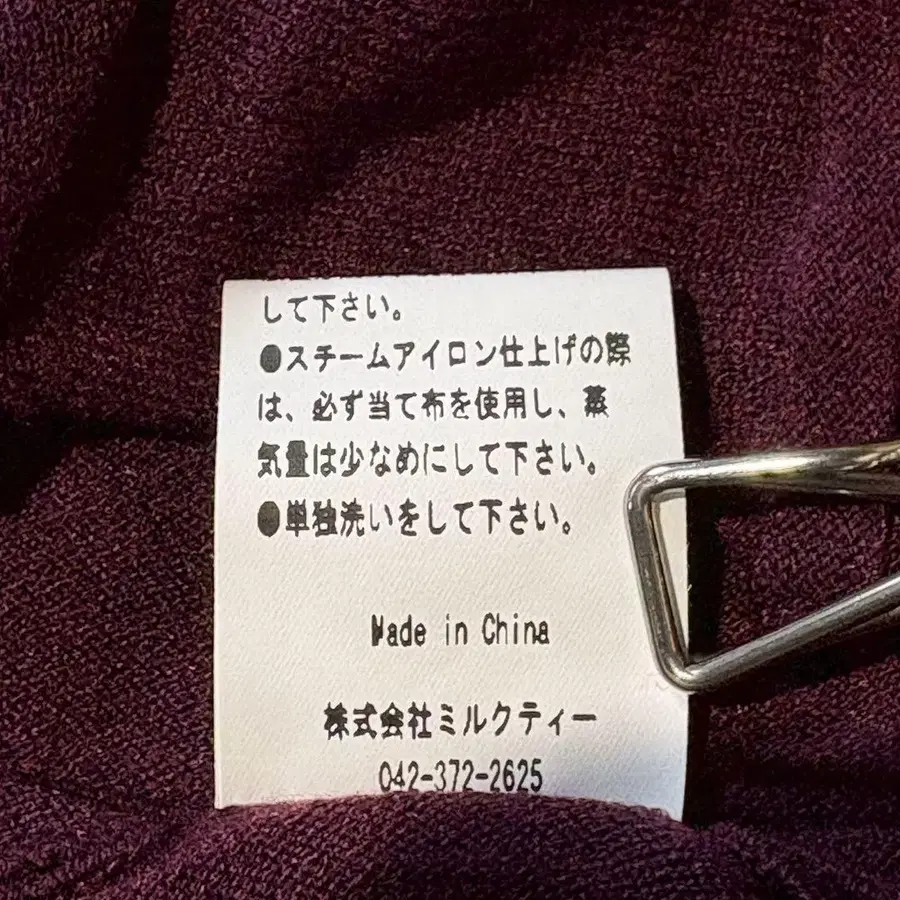 して下さい。
●スチームアイロン仕上げの際
は、必ず当て布を使用し、蒸
気量は少なめにして下さい。
●単独洗いをして下さい。
Made in China
株式会社ミルクティー
042-372-2625